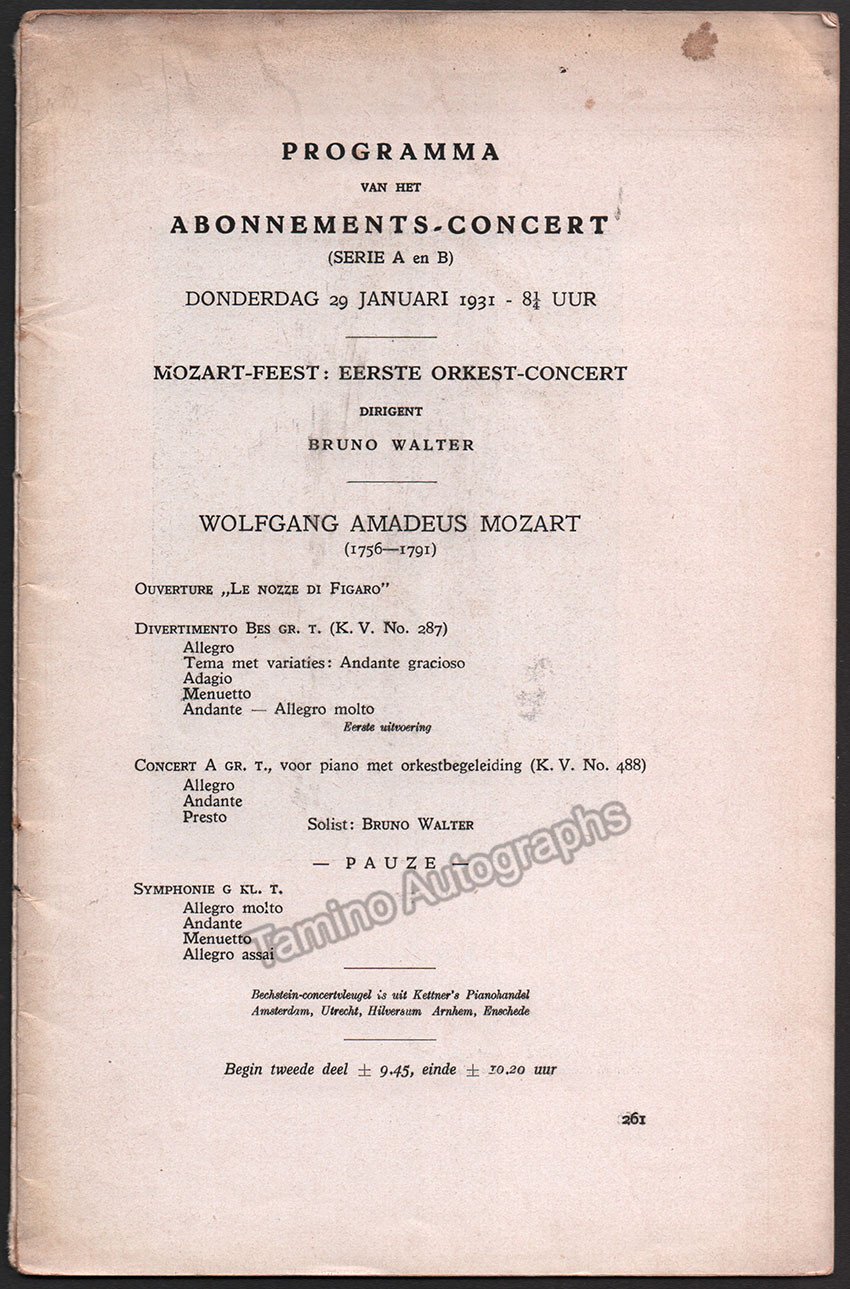 PROGRAMMA
VAN HET
ABONNEMENTS-CONCERT
(SERIE A en B)
DONDERDAG 29 JANUARI 1931 - 8¼ UUR
MOZART-FEEST: EERSTE ORKEST-CONCERT
DIRIGENT
BRUNO WALTER
WOLFGANG AMADEUS MOZART
(1756—1791)
OUVERTURE „LE NOZZE DI FIGARO”
DIVERTIMENTO BES GR. T. (K. V. No. 287)
Allegro
Tema met variaties: Andante gracioso
Adagio
Menuetto
Andante — Allegro molto
Eerste uitvoering
CONCERT A GR. T., voor piano met orkestbegeleiding (K. V. No. 488)
Allegro
Andante
Presto
Solist: BRUNO WALTER
— PAUZE —
SYMPHONIE G KL. T.
Allegro molto
Andante
Menuetto
Allegro assai
Tamino Autographs
Bechstein-concertvleugel is uit Kettner's Pianohandel
Amsterdam, Utrecht, Hilversum Arnhem, Enschede
Begin tweede deel ± 9.45, einde ± 10.20 uur
261